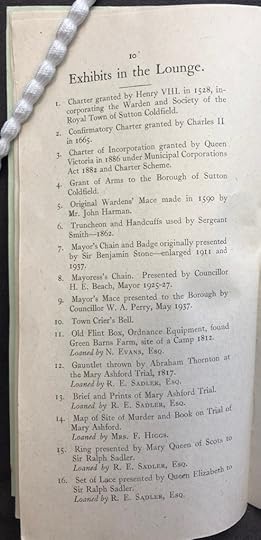 10
Exhibits in the Lounge.
1. Charter granted by Henry VIII. in 1528, in-
corporating the Warden and Society of the
Royal Town of Sutton Coldfield.
2. Confirmatory Charter granted by Charles II
in 1665.
3. Charter of Incorporation granted by Queen
Victoria in 1886 under Municipal Corporations
Act 1882 and Charter Scheme.
4. Grant of Arms to the Borough of Sutton
Coldfield.
5. Original Wardens' Mace made in 1590 by
Mr. John Harman.
6. Truncheon and Handcuffs used by Sergeant
Smith—1862.
7. Mayor's Chain and Badge originally presented
by Sir Benjamin Stone—enlarged 1911 and
1937.
8. Mayoress's Chain. Presented by Councillor
H. E. Beach, Mayor 1925-27.
9. Mayor's Mace presented to the Borough by
Councillor W. A. Perry, May 1937.
10. Town Crier's Bell.
11. Old Flint Box, Ordnance Equipment, found
Green Barns Farm, site of a Camp 1812.
Loaned by N. EVANS, ESQ.
12. Gauntlet thrown by Abraham Thornton at
the Mary Ashford Trial, 1817.
Loaned by R. E. SADLER, ESQ.
13. Brief and Prints of Mary Ashford Trial.
Loaned by R. E. SADLER, ESQ.
14. Map of Site of Murder and Book on Trial of
Mary Ashford.
Loaned by MRS. F. HIGGS.
15. Ring presented by Mary Queen of Scots to
Sir Ralph Sadler.
Loaned by R. E. SADLER, ESQ.
16. Set of Lace presented by Queen Elizabeth to
Sir Ralph Sadler.
Loaned by R. E. SADLER, ESQ.